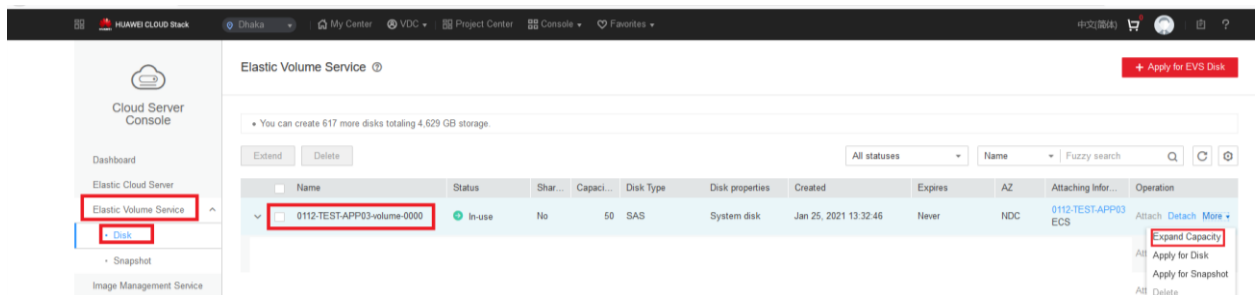 HUAWEI CLOUD Stack Dhaka My Center VDC Project Center Console Favorites 中文(简体) ?
Cloud Server Console
Dashboard
Elastic Cloud Server
Elastic Volume Service
Disk
Snapshot
Image Management Service
Elastic Volume Service ?
+ Apply for EVS Disk
You can create 617 more disks totaling 4,629 GB storage.
Extend Delete All statuses Name Fuzzy search
Name Status Shar... Capaci... Disk Type Disk properties Created Expires AZ Attaching Infor... Operation
0112-TEST-APP03-volume-0000 In-use No 50 SAS System disk Jan 25, 2021 13:32:46 Never NDC 0112-TEST-APP03 ECS Attach Detach More
Expand Capacity
Att Apply for Disk
Apply for Snapshot
Att Delete